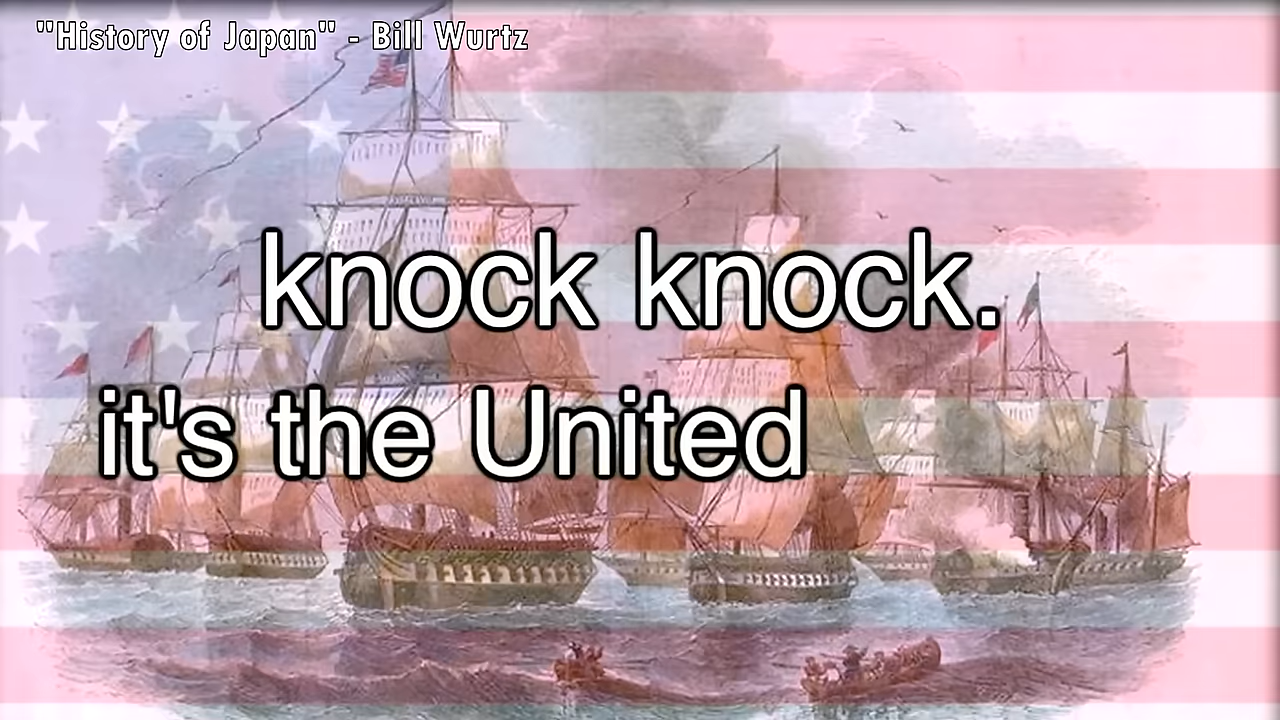 "History of Japan" - Bill Wurtz
knock knock.
it's the United